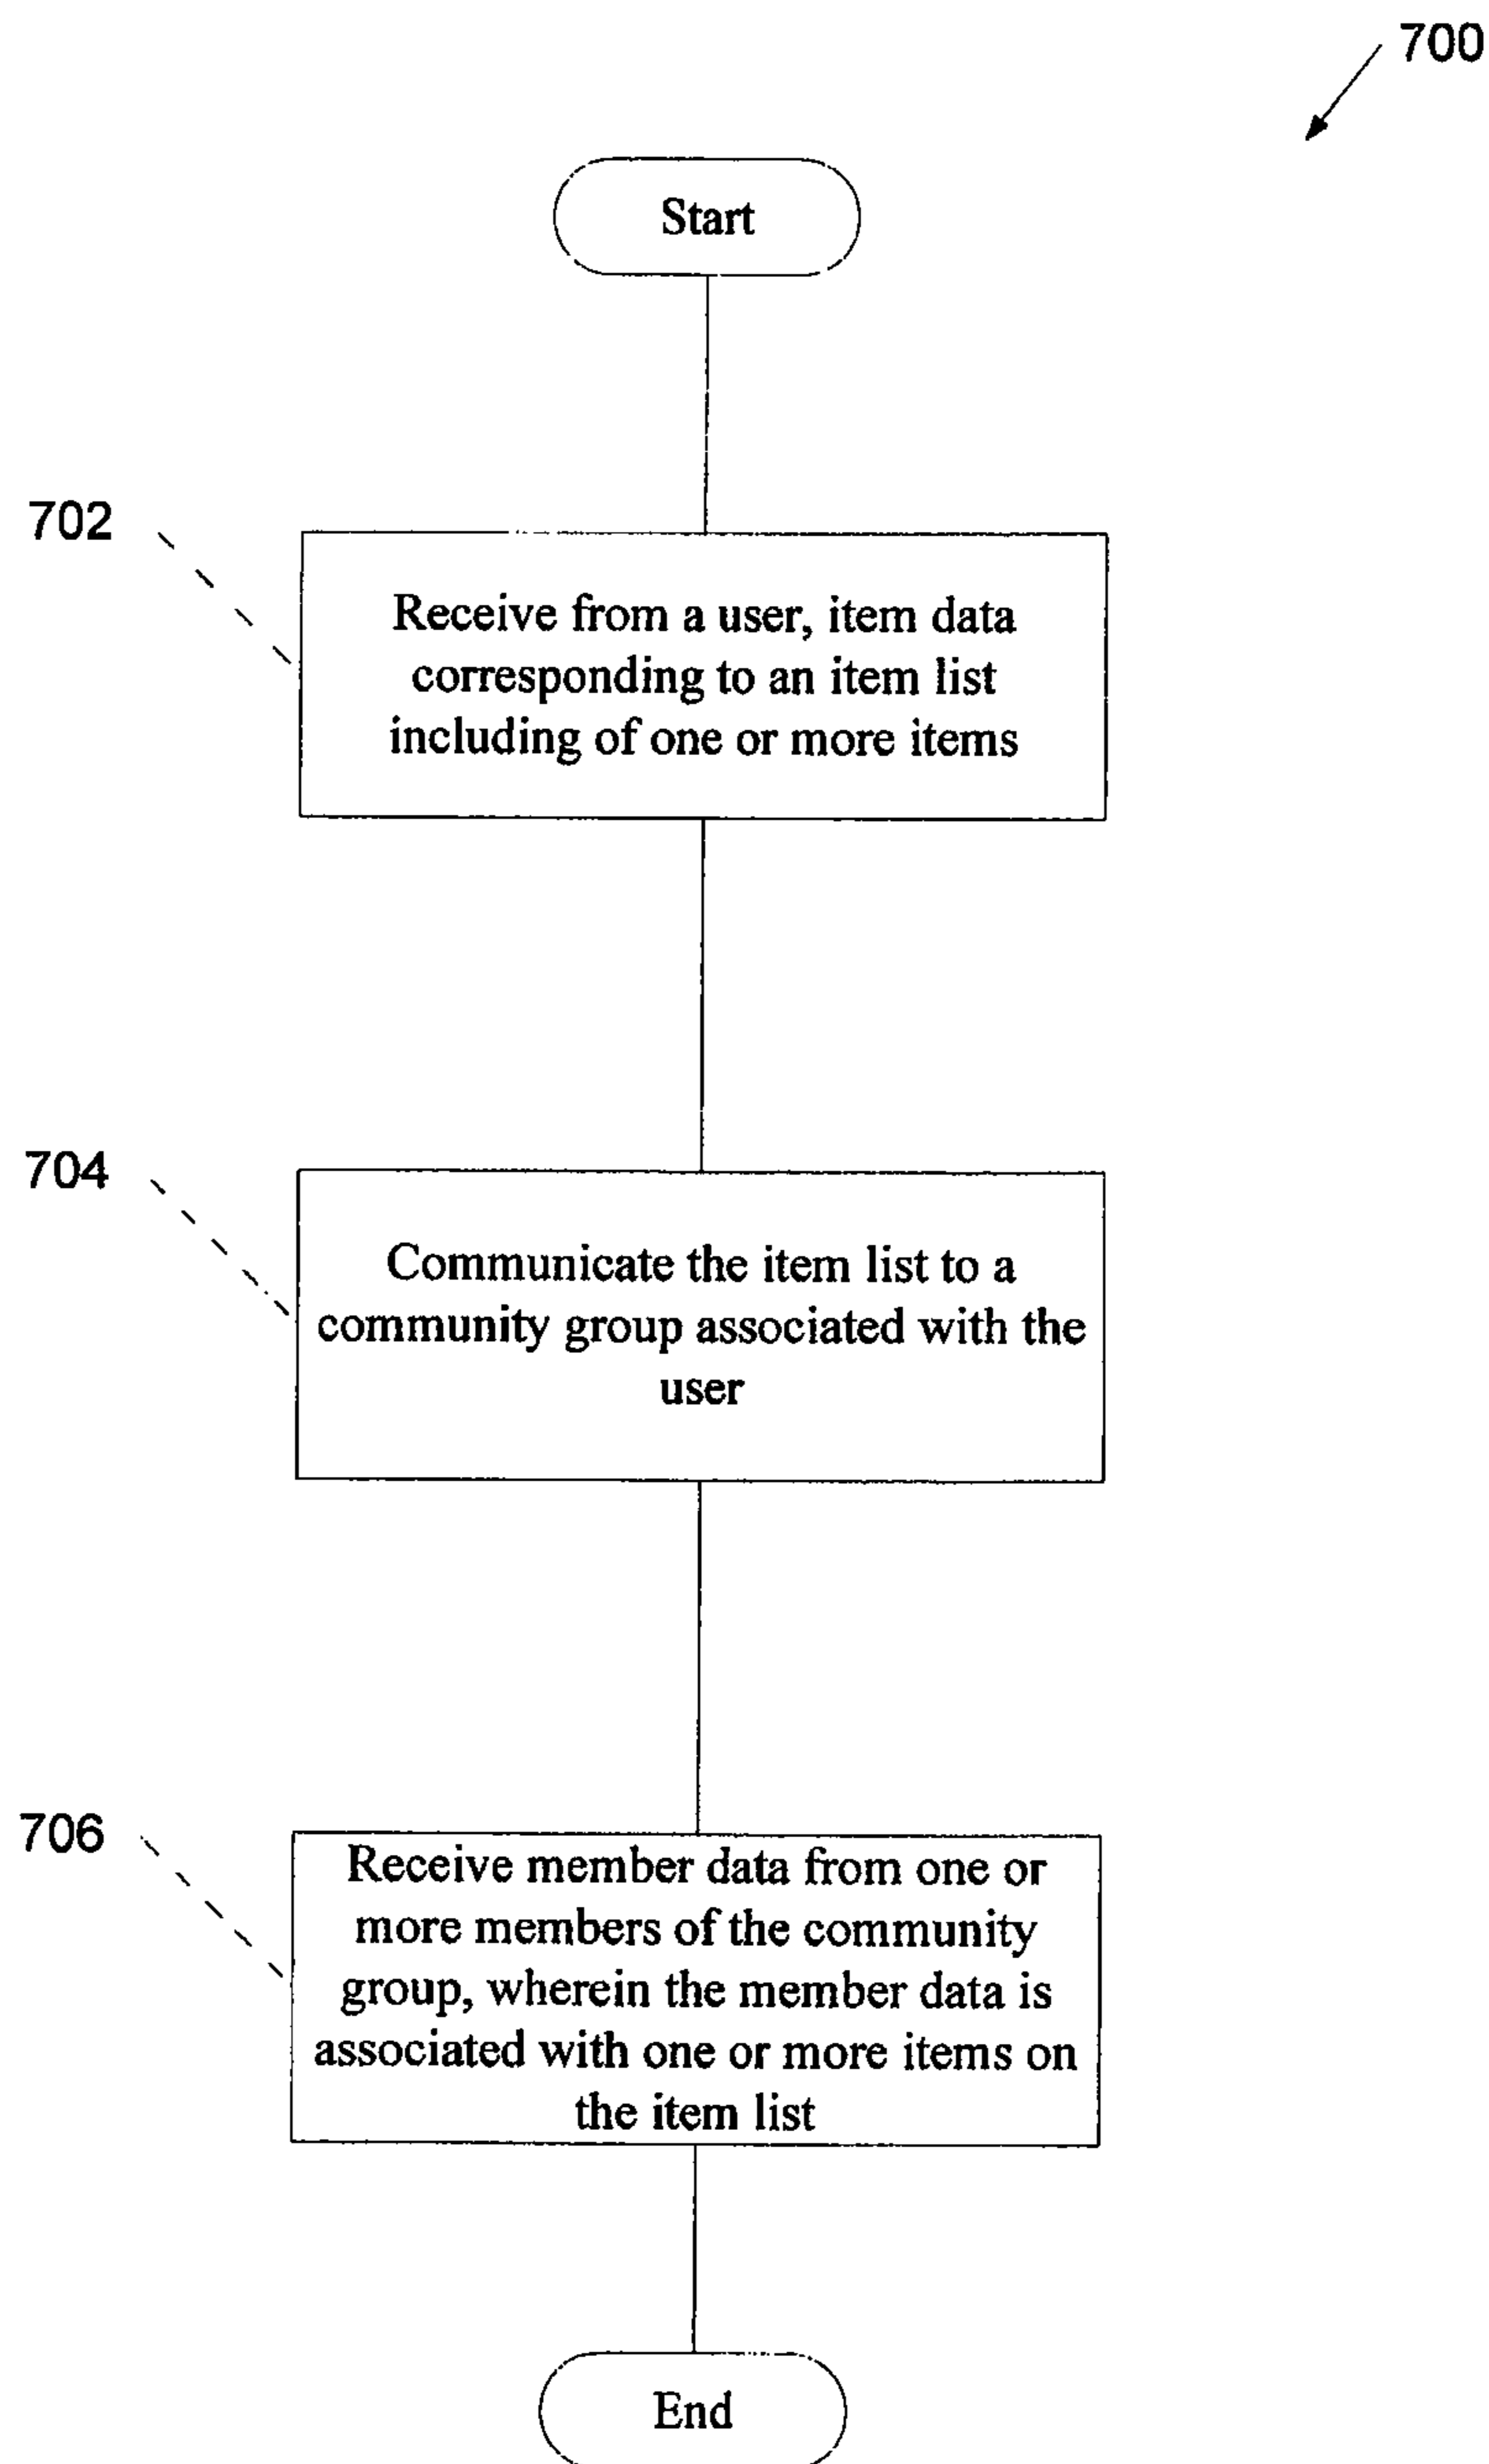 700
Start
702
Receive from a user, item data
corresponding to an item list
including of one or more items
704
Communicate the item list to a
community group associated with the
user
706
Receive member data from one or
more members of the community
group, wherein the member data is
associated with one or more items on
the item list
End